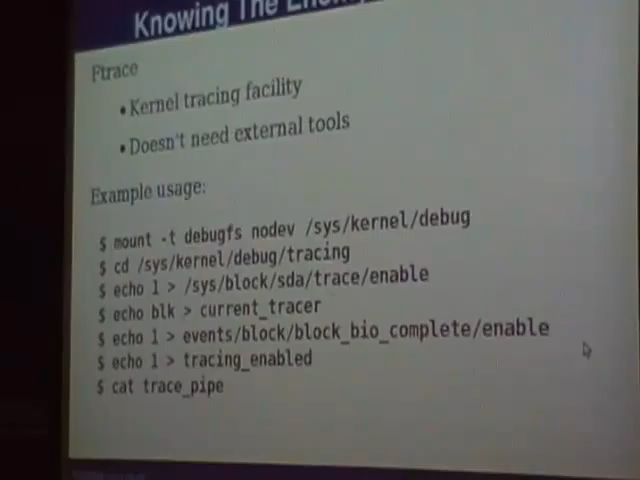 Knowing The
Ftrace
• Kernel tracing facility
• Doesn't need external tools
Example usage:
$ mount -t debugfs nodev /sys/kernel/debug
$ cd /sys/kernel/debug/tracing
$ echo 1 > /sys/block/sda/trace/enable
$ echo blk > current_tracer
$ echo 1 > events/block/block_bio_complete/enable
$ echo 1 > tracing_enabled
$ cat trace_pipe